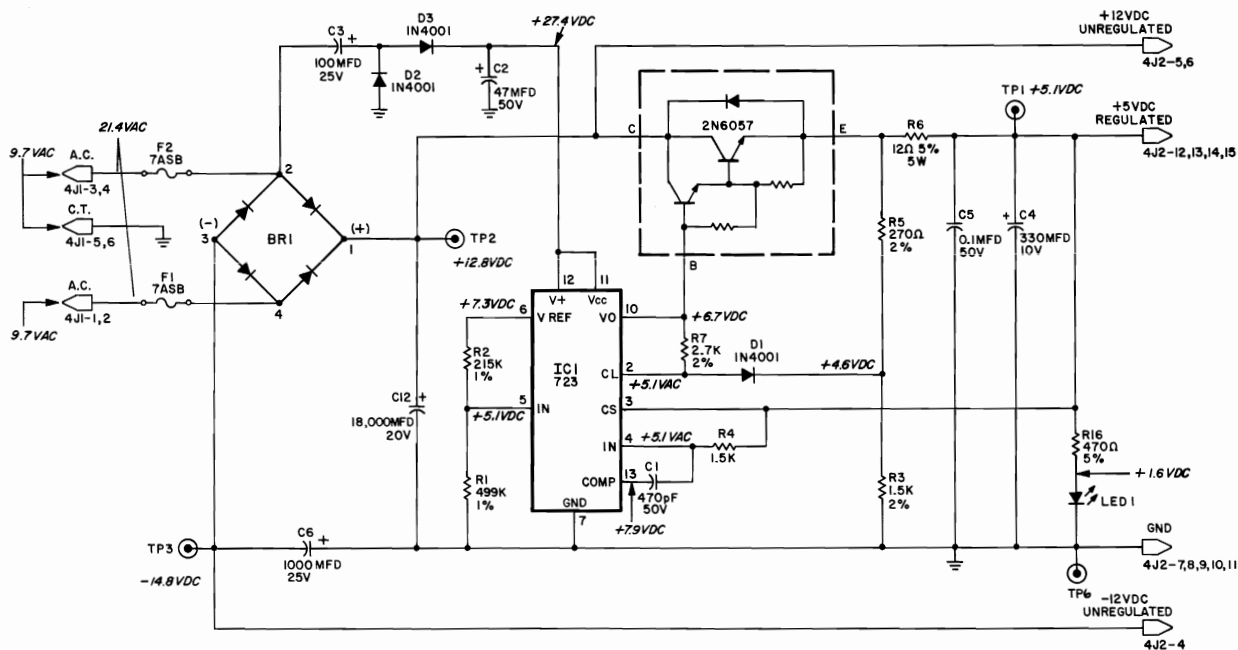 +27.4VDC
+12VDC
UNREGULATED
4J2-5,6
C3 +
100MFD
25V
D3
1N4001
D2
1N4001
+ C2
47MFD
50V
TP1 +5.1VDC
+5VDC
REGULATED
4J2-12,13,14,15
C
2N6057
E
B
R6
12Ω 5%
5W
21.4VAC
9.7VAC
A.C.
4J1-3,4
F2
7ASB
C.T.
4J1-5,6
A.C.
4J1-1,2
F1
7ASB
9.7VAC
2
(-)
3
BR1
(+)
1
4
TP2
+12.8VDC
R5
270Ω
2%
C5
0.1MFD
50V
+ C4
330MFD
10V
12
11
V+
Vcc
+7.3VDC
6
V REF
VO
10
+6.7VDC
R7
2.7K
2%
D1
1N4001
+4.6VDC
R2
215K
1%
IC1
723
CL
2
+5.1VAC
5
IN
+5.1VDC
CS
3
C12 +
18,000MFD
20V
IN
4
+5.1VAC
R4
1.5K
R16
470Ω
5%
+1.6VDC
LED1
R1
499K
1%
COMP
13
C1
470pF
50V
+7.9VDC
GND
7
R3
1.5K
2%
TP3
-14.8VDC
C6 +
1000MFD
25V
GND
4J2-7,8,9,10,11
TP6
-12VDC
UNREGULATED
4J2-4